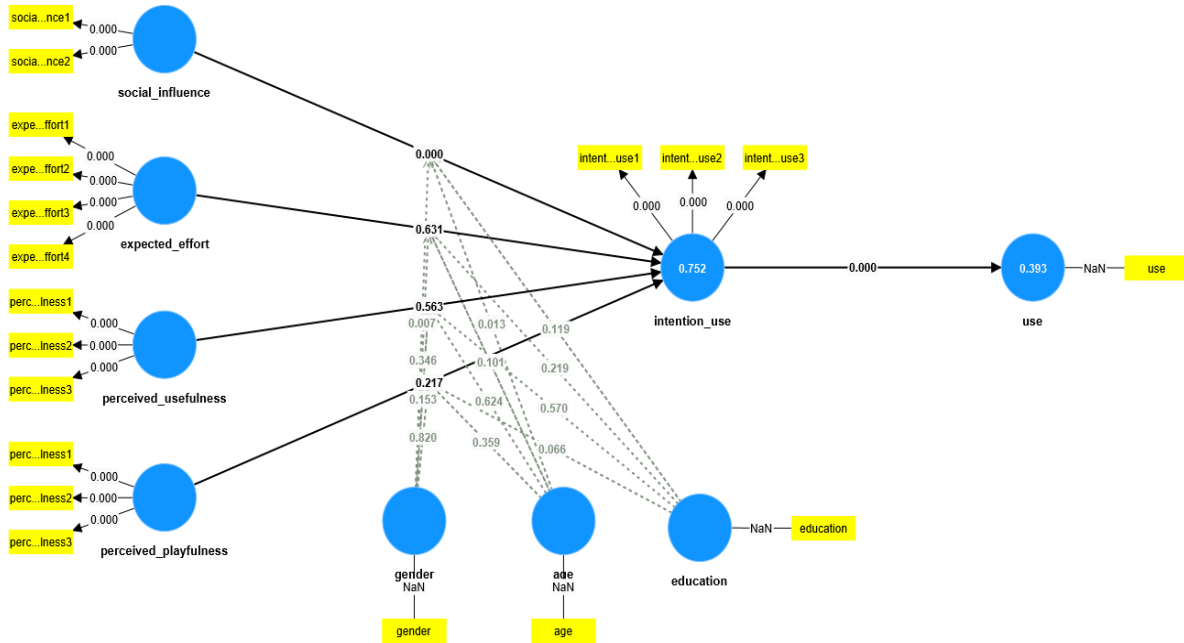 socia...nce1
0.000
0.000
socia...nce2
social_influence
expe...ffort1
0.000
expe...ffort2
0.000
expe...ffort3
0.000
0.000
expe...ffort4
expected_effort
perc...lness1
0.000
perc...lness2
0.000
perc...lness3
0.000
perceived_usefulness
perc...lness1
0.000
perc...lness2
0.000
perc...lness3
0.000
perceived_playfulness
0.000
0.631
0.563
0.217
0.007
0.013
0.119
0.346
0.101
0.219
0.153
0.624
0.570
0.820
0.359
0.066
intent...use1
intent...use2
intent...use3
0.000
0.000
0.000
0.752
intention_use
0.000
0.393
use
NaN
use
gender
NaN
gender
age
NaN
age
education
NaN
education